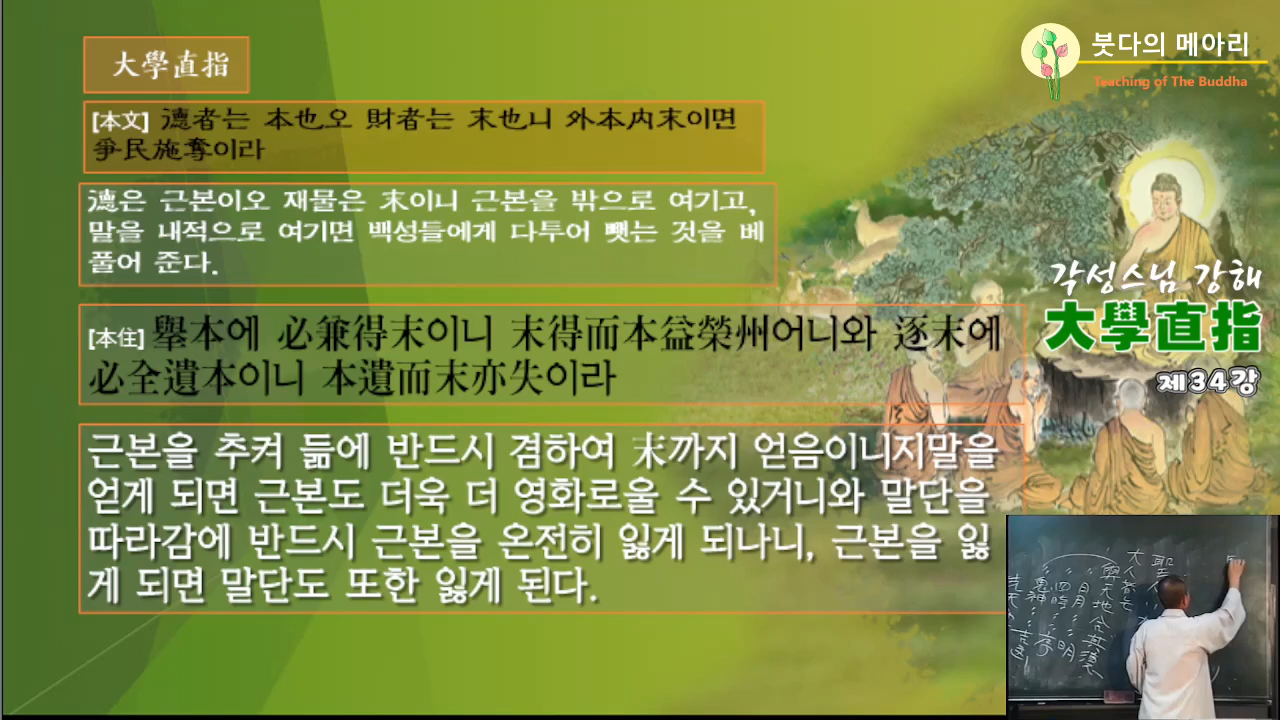 大學直指
[本文] 德者는 本也오 財者는 末也니 外本內末이면
爭民施奪이라
德은 근본이오 재물은 末이니 근본을 밖으로 여기고,
말을 내적으로 여기면 백성들에게 다투어 뺏는 것을 베
풀어 준다.
[本住] 擧本에 必兼得末이니 末得而本益榮州어니와 逐末에
必全遺本이니 本遺而末亦失이라
근본을 추켜 듦에 반드시 겸하여 末까지 얻음이니지말을
얻게 되면 근본도 더욱 더 영화로울 수 있거니와 말단을
따라감에 반드시 근본을 온전히 잃게 되나니, 근본을 잃
게 되면 말단도 또한 잃게 된다.
붓다의 메아리
Teaching of The Buddha
각성스님 강해
大學直指
제34강